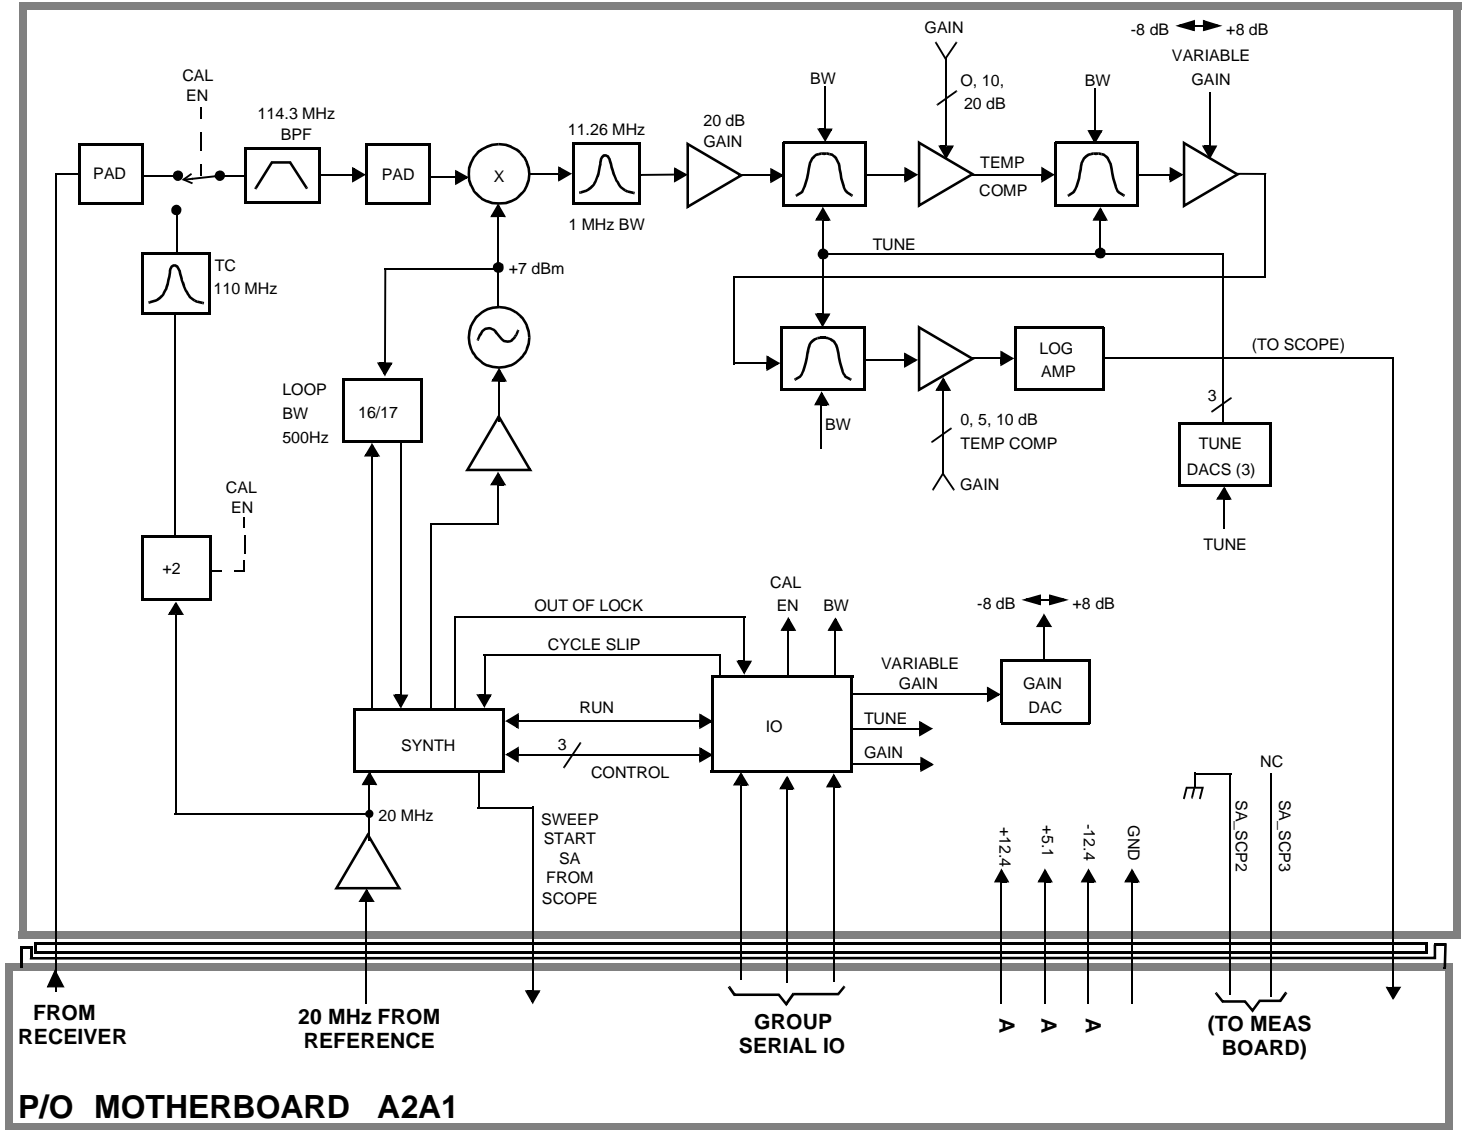 GAIN
-8 dB
+8 dB
VARIABLE
GAIN
CAL
EN
BW
O, 10,
20 dB
BW
114.3 MHz
BPF
11.26 MHz
20 dB
GAIN
PAD
PAD
X
TEMP
COMP
1 MHz BW
TUNE
TC
110 MHz
+7 dBm
LOG
AMP
(TO SCOPE)
LOOP
BW
500Hz
16/17
BW
0, 5, 10 dB
TEMP COMP
GAIN
3
TUNE
DACS (3)
TUNE
CAL
EN
+2
OUT OF LOCK
CYCLE SLIP
CAL
EN
BW
-8 dB
+8 dB
VARIABLE
GAIN
GAIN
DAC
RUN
TUNE
IO
SYNTH
3
CONTROL
GAIN
20 MHz
SWEEP
START
SA
FROM
SCOPE
NC
+12.4
+5.1
-12.4
GND
SA_SCP2
SA_SCP3
FROM
RECEIVER
20 MHz FROM
REFERENCE
GROUP
SERIAL IO
A
A
A
(TO MEAS
BOARD)
P/O MOTHERBOARD A2A1